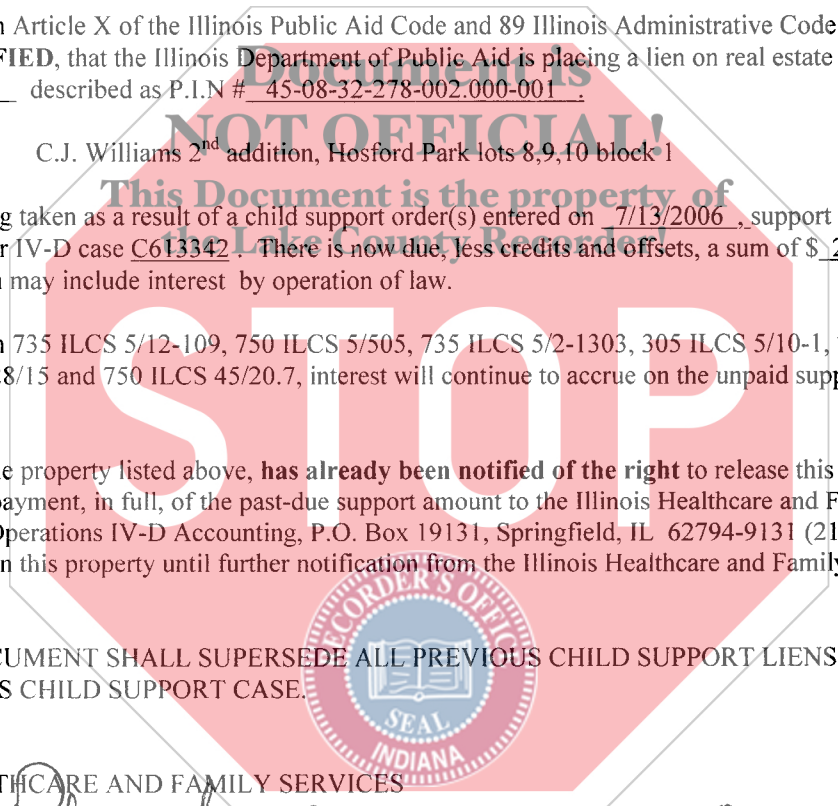 n Article X of the Illinois Public Aid Code and 89 Illinois Administrative Code
FIED, that the Illinois Department of Public Aid is placing a lien on real estate
Document is
described as P.I.N # 45-08-32-278-002.000-001 .
NOT OFFICIAL!
C.J. Williams 2nd addition, Hosford Park lots 8,9,10 block 1
This Document is the property of
g taken as a result of a child support order(s) entered on 7/13/2006 , support
the Lake County Recorder!
r IV-D case C613342 . There is now due, less credits and offsets, a sum of $ 2
may include interest by operation of law.
STOP
n 735 ILCS 5/12-109, 750 ILCS 5/505, 735 ILCS 5/2-1303, 305 ILCS 5/10-1,
28/15 and 750 ILCS 45/20.7, interest will continue to accrue on the unpaid supp
e property listed above, has already been notified of the right to release this
payment, in full, of the past-due support amount to the Illinois Healthcare and F
Operations IV-D Accounting, P.O. Box 19131, Springfield, IL 62794-9131 (21
n this property until further notification from the Illinois Healthcare and Family
RECORDER'S OFFICE
CUMENT SHALL SUPERSEDE ALL PREVIOUS CHILD SUPPORT LIENS
S CHILD SUPPORT CASE.
SEAL
INDIANA
THCARE AND FAMILY SERVICES